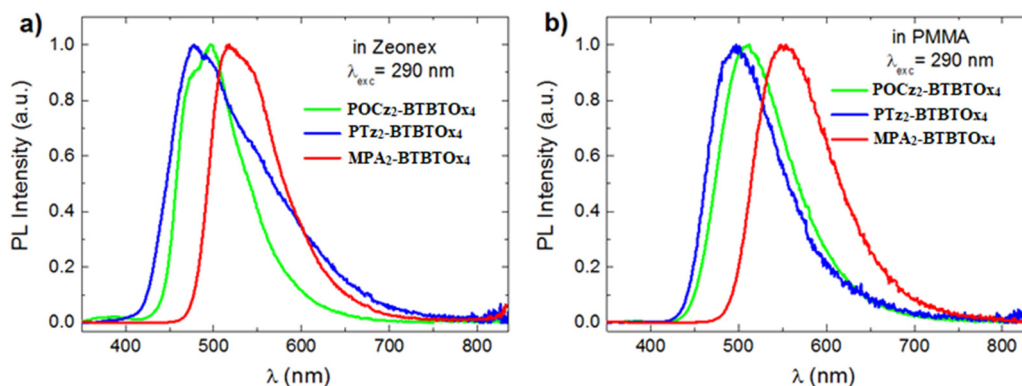 a)
in Zeonex
λexc = 290 nm
POCz₂-BTBTOx₄
PTz₂-BTBTOx₄
MPA₂-BTBTOx₄
PL Intensity (a.u.)
1.0
0.8
0.6
0.4
0.2
0.0
400 500 600 700 800
λ (nm)
b)
in PMMA
λexc = 290 nm
POCz₂-BTBTOx₄
PTz₂-BTBTOx₄
MPA₂-BTBTOx₄
PL Intensity (a.u.)
1.0
0.8
0.6
0.4
0.2
0.0
400 500 600 700 800
λ (nm)